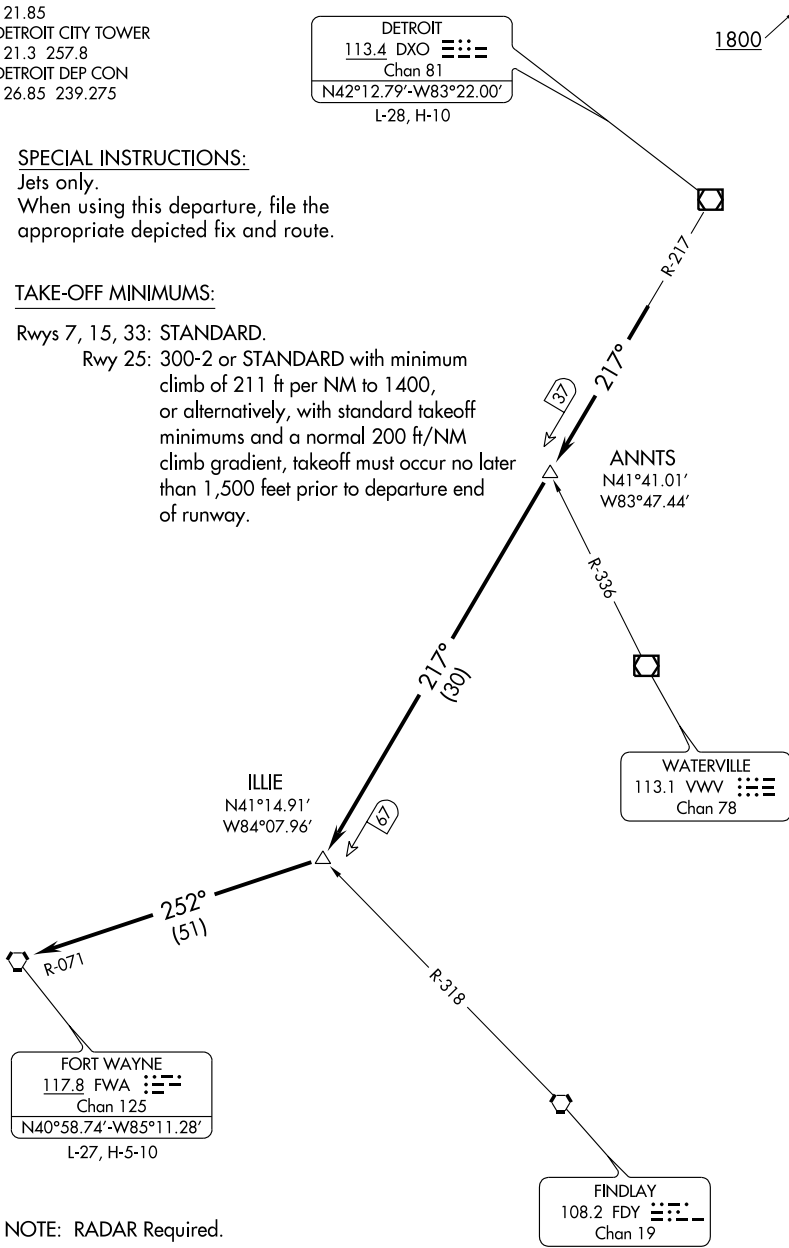 21.85
DETROIT CITY TOWER
21.3 257.8
DETROIT DEP CON
26.85 239.275
DETROIT
113.4 DXO
Chan 81
N42°12.79'-W83°22.00'
L-28, H-10
1800
SPECIAL INSTRUCTIONS:
Jets only.
When using this departure, file the
appropriate depicted fix and route.
TAKE-OFF MINIMUMS:
Rwys 7, 15, 33: STANDARD.
Rwy 25: 300-2 or STANDARD with minimum
climb of 211 ft per NM to 1400,
or alternatively, with standard takeoff
minimums and a normal 200 ft/NM
climb gradient, takeoff must occur no later
than 1,500 feet prior to departure end
of runway.
R-217
217°
37
ANNTS
N41°41.01'
W83°47.44'
R-336
217°
(30)
WATERVILLE
113.1 VWV
Chan 78
ILLIE
N41°14.91'
W84°07.96'
67
252°
(51)
R-071
R-318
FORT WAYNE
117.8 FWA
Chan 125
N40°58.74'-W85°11.28'
L-27, H-5-10
FINDLAY
108.2 FDY
Chan 19
NOTE: RADAR Required.